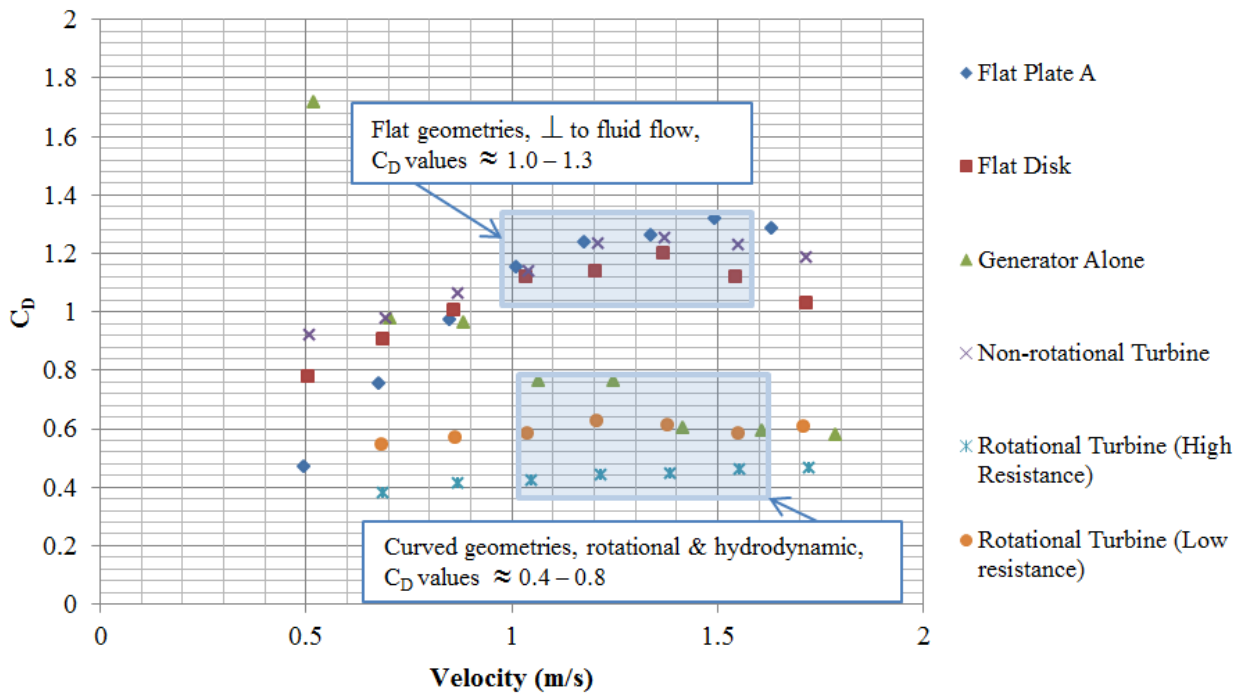 2
1.8
1.6
1.4
1.2
1
0.8
0.6
0.4
0.2
0
C_D
0
0.5
1
1.5
2
Velocity (m/s)
Flat geometries, ⊥ to fluid flow,
C_D values ≈ 1.0 – 1.3
Curved geometries, rotational & hydrodynamic,
C_D values ≈ 0.4 – 0.8
Flat Plate A
Flat Disk
Generator Alone
Non-rotational Turbine
Rotational Turbine (High
Resistance)
Rotational Turbine (Low
resistance)